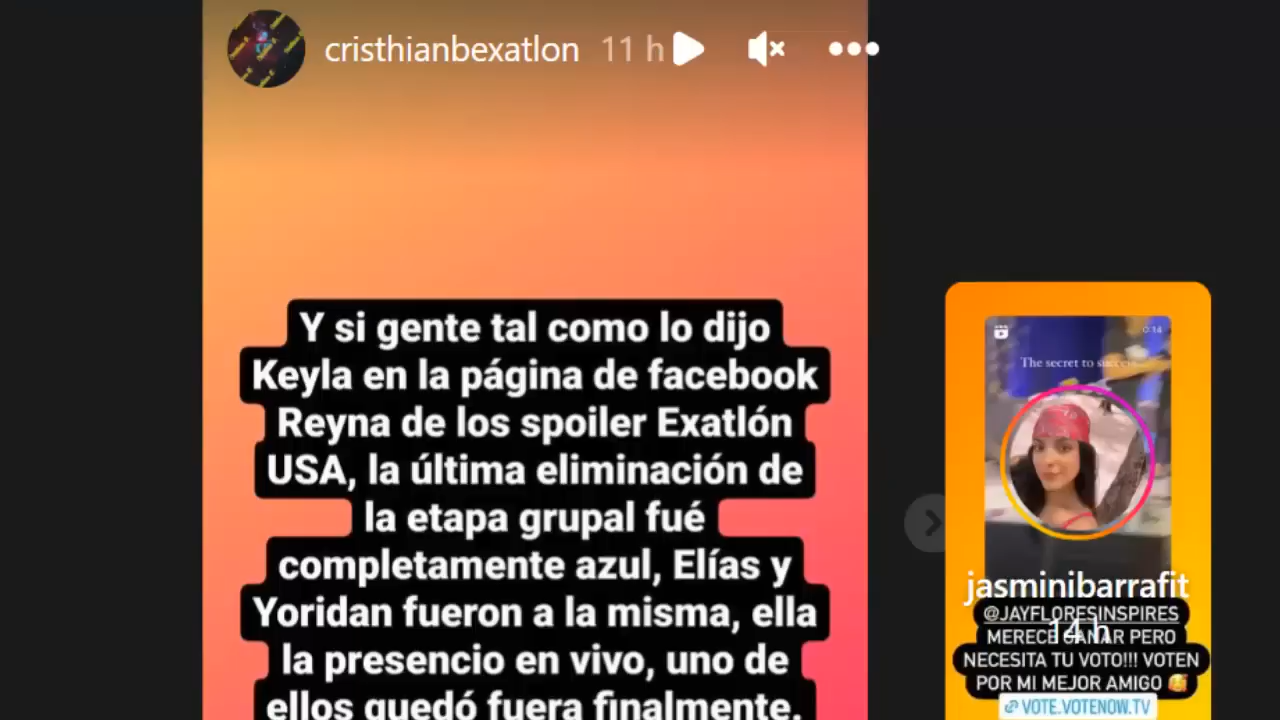 cristhianbexatlon 11 h
Y si gente tal como lo dijo
Keyla en la página de facebook
Reyna de los spoiler Exatlón
USA, la última eliminación de
la etapa grupal fué
completamente azul, Elías y
Yoridan fueron a la misma, ella
la presencio en vivo, uno de
ellos quedó fuera finalmente.
0:14
The secret to success
jasminibarrafit
@JAYFLORESINSPIRES
14 h
MERECE GANAR PERO
NECESITA TU VOTO!!! VOTEN
POR MI MEJOR AMIGO 🥰
VOTE.VOTENOW.TV